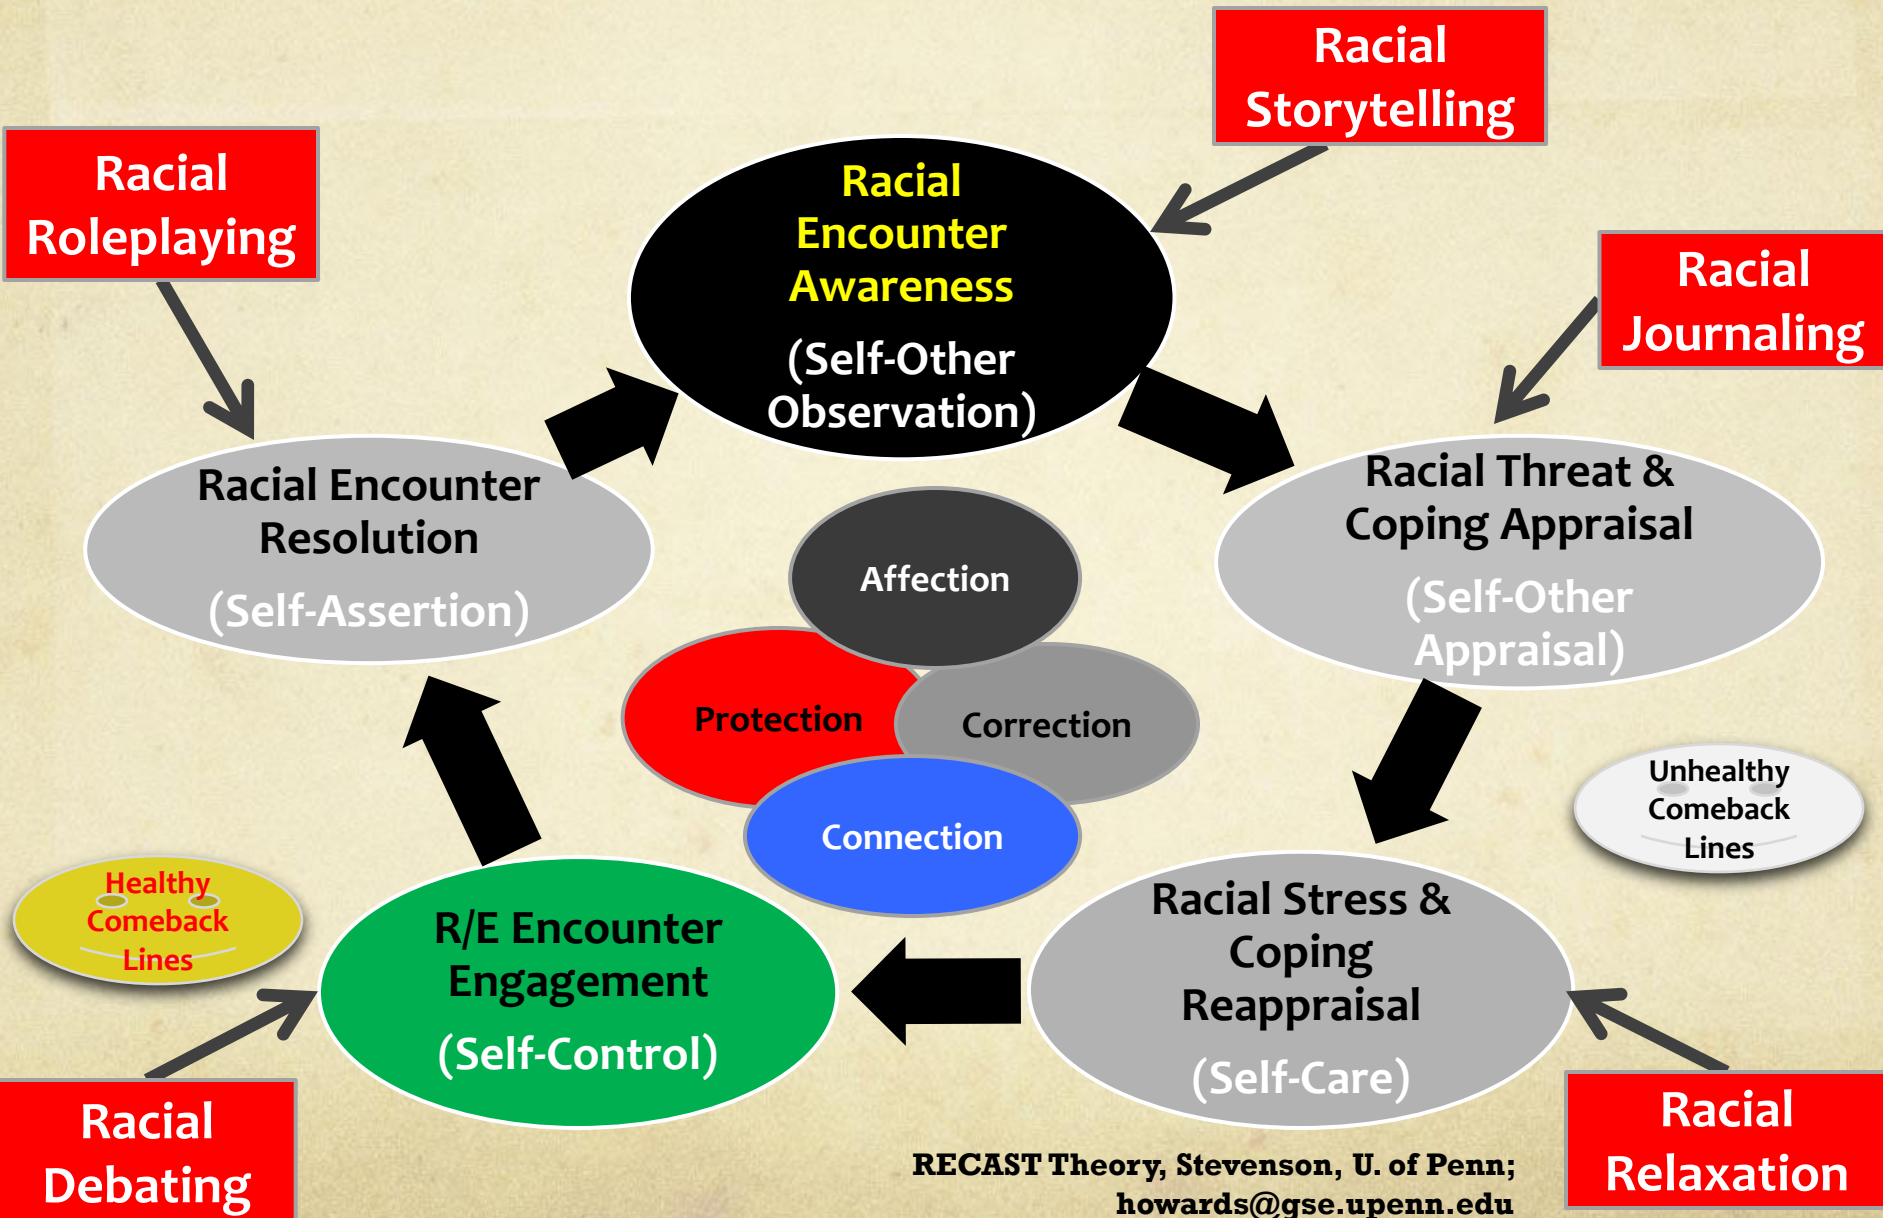 Racial
Storytelling
Racial
Roleplaying
Racial
Encounter
Awareness
(Self-Other
Observation)
Racial
Journaling
Racial Encounter
Resolution
(Self-Assertion)
Racial Threat &
Coping Appraisal
(Self-Other
Appraisal)
Affection
Protection
Correction
Connection
Unhealthy
Comeback
Lines
Healthy
Comeback
Lines
R/E Encounter
Engagement
(Self-Control)
Racial Stress &
Coping
Reappraisal
(Self-Care)
Racial
Debating
Racial
Relaxation
RECAST Theory, Stevenson, U. of Penn;
howards@gse.upenn.edu